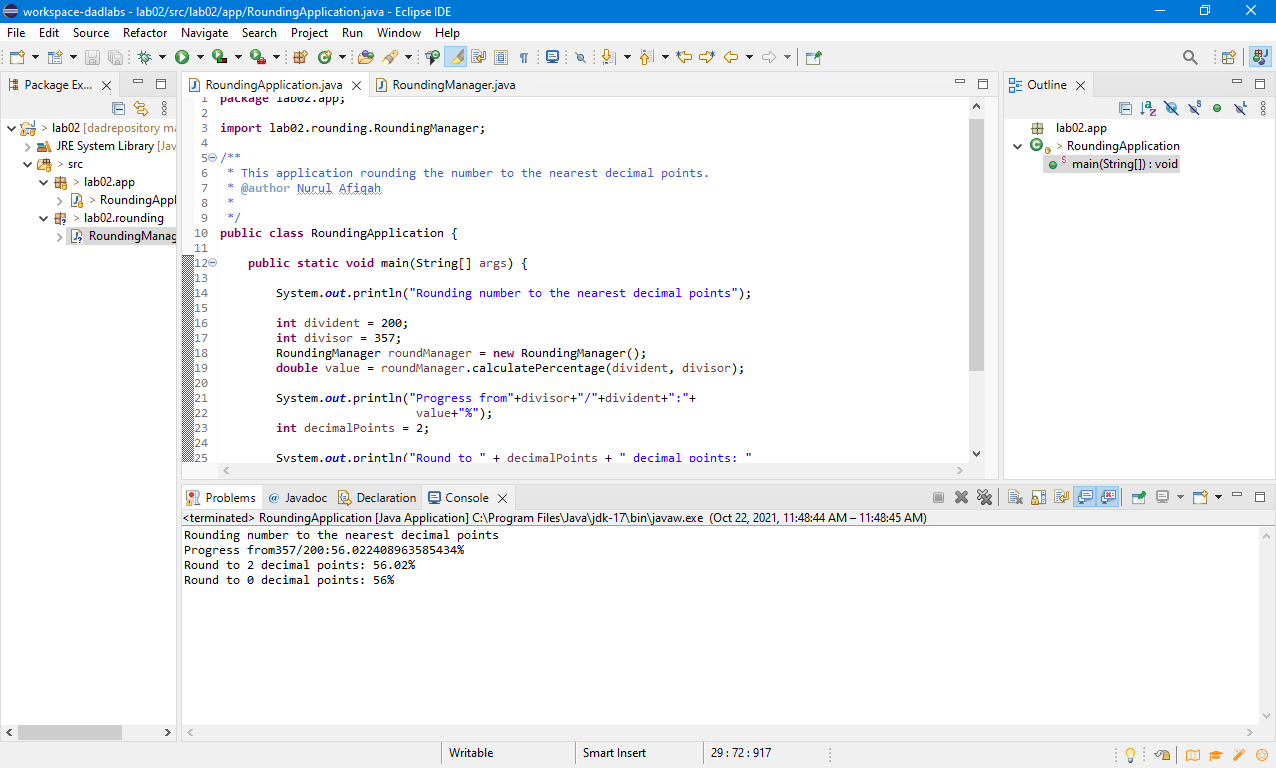 workspace-dadlabs - lab02/src/lab02/app/RoundingApplication.java - Eclipse IDE
File Edit Source Refactor Navigate Search Project Run Window Help
Package Ex...
lab02 [dadrepository ma
JRE System Library [Jav
> src
> lab02.app
> RoundingAppl
> lab02.rounding
RoundingManag
RoundingApplication.java
RoundingManager.java
1 package lab02.app;
2
3 import lab02.rounding.RoundingManager;
4
5 /**
6 * This application rounding the number to the nearest decimal points.
7 * @author Nurul Afiqah
8 *
9 */
10 public class RoundingApplication {
11
12 public static void main(String[] args) {
13
14 System.out.println("Rounding number to the nearest decimal points");
15
16 int divident = 200;
17 int divisor = 357;
18 RoundingManager roundManager = new RoundingManager();
19 double value = roundManager.calculatePercentage(divident, divisor);
20
21 System.out.println("Progress from"+divisor+"/"+divident+":"+
22 value+"%");
23 int decimalPoints = 2;
24
25 System.out.println("Round to " + decimalPoints + " decimal points: "
Outline
lab02.app
> RoundingApplication
main(String[]) : void
Problems Javadoc Declaration Console
<terminated> RoundingApplication [Java Application] C:\Program Files\Java\jdk-17\bin\javaw.exe (Oct 22, 2021, 11:48:44 AM – 11:48:45 AM)
Rounding number to the nearest decimal points
Progress from357/200:56.022408963585434%
Round to 2 decimal points: 56.02%
Round to 0 decimal points: 56%
Writable Smart Insert 29 : 72 : 917